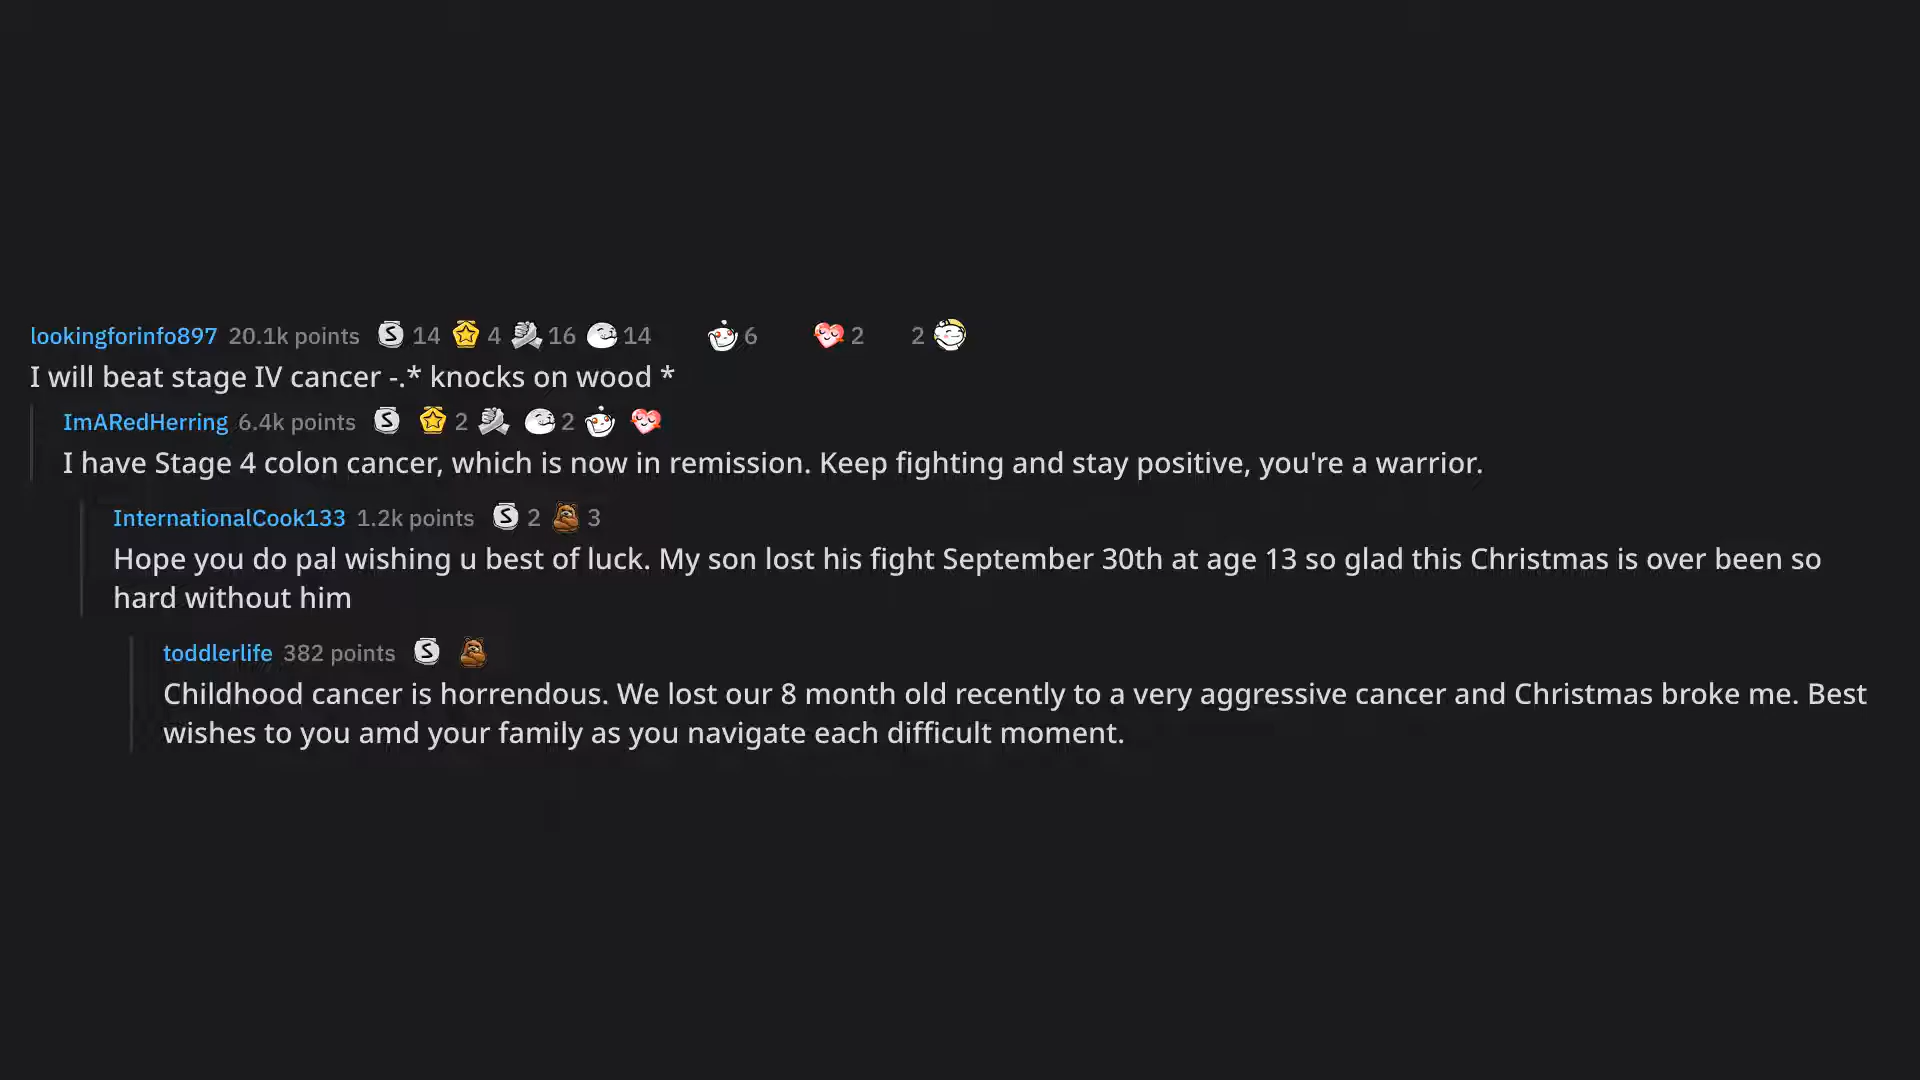 lookingforinfo897 20.1k points S 14 4 16 14 6 2 2
I will beat stage IV cancer -.* knocks on wood *
ImARedHerring 6.4k points S 2 2
I have Stage 4 colon cancer, which is now in remission. Keep fighting and stay positive, you're a warrior.
InternationalCook133 1.2k points S 2 3
Hope you do pal wishing u best of luck. My son lost his fight September 30th at age 13 so glad this Christmas is over been so
hard without him
toddlerlife 382 points S
Childhood cancer is horrendous. We lost our 8 month old recently to a very aggressive cancer and Christmas broke me. Best
wishes to you amd your family as you navigate each difficult moment.